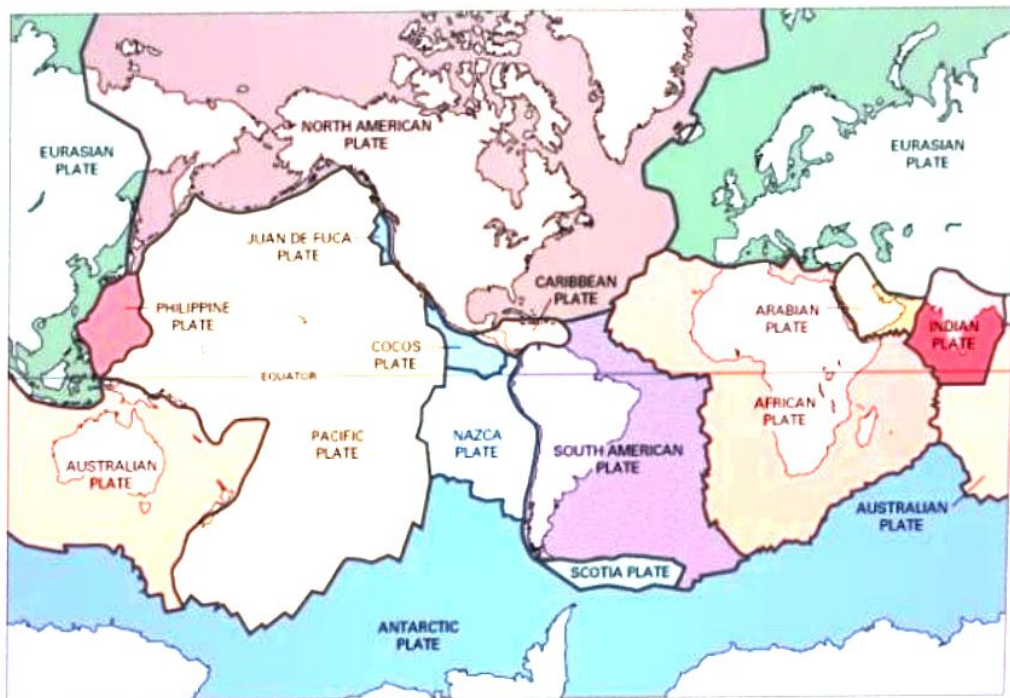 NORTH AMERICAN
PLATE
EURASIAN
PLATE
EURASIAN
PLATE
JUAN DE FUCA
PLATE
CARIBBEAN
PLATE
PHILIPPINE
PLATE
ARABIAN
PLATE
INDIAN
PLATE
COCOS
PLATE
EQUATOR
AFRICAN
PLATE
PACIFIC
PLATE
NAZCA
PLATE
SOUTH AMERICAN
PLATE
AUSTRALIAN
PLATE
AUSTRALIAN
PLATE
SCOTIA PLATE
ANTARCTIC
PLATE